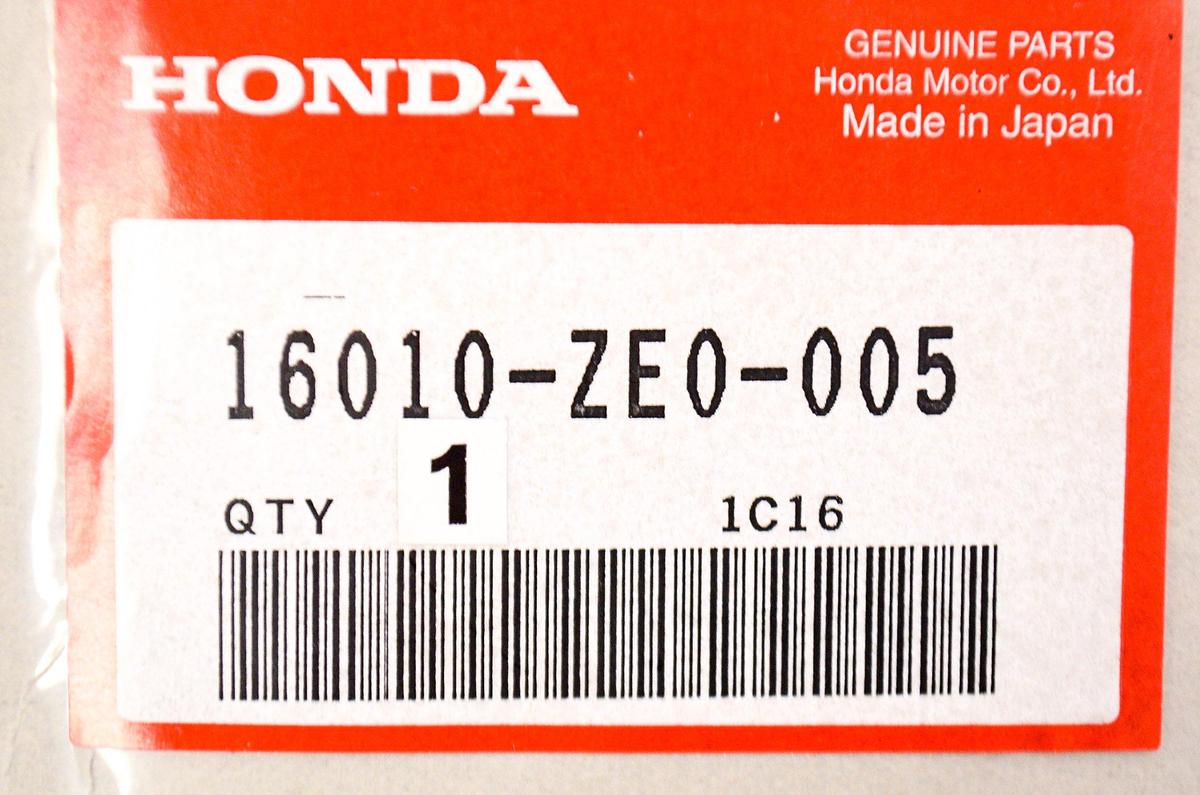 HONDA
GENUINE PARTS
Honda Motor Co., Ltd.
Made in Japan
16010-ZE0-005
QTY 1 1C16